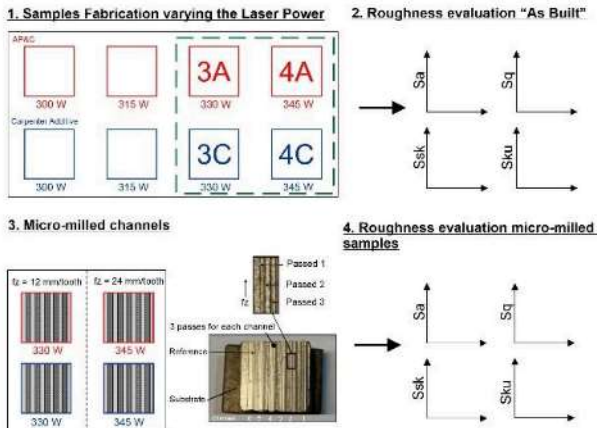 1. Samples Fabrication varying the Laser Power
2. Roughness evaluation "As Built"
AP&C
3A
4A
300 W
315 W
330 W
345 W
Carpenter Additive
3C
4C
300 W
315 W
330 W
345 W
Sa
Sq
Ssk
Sku
3. Micro-milled channels
4. Roughness evaluation micro-milled
samples
fz = 12 mm/tooth
fz = 24 mm/tooth
330 W
345 W
330 W
345 W
Passed 1
Passed 2
Passed 3
fz
3 passes for each channel
Reference
Substrate
Sa
Sq
Ssk
Sku